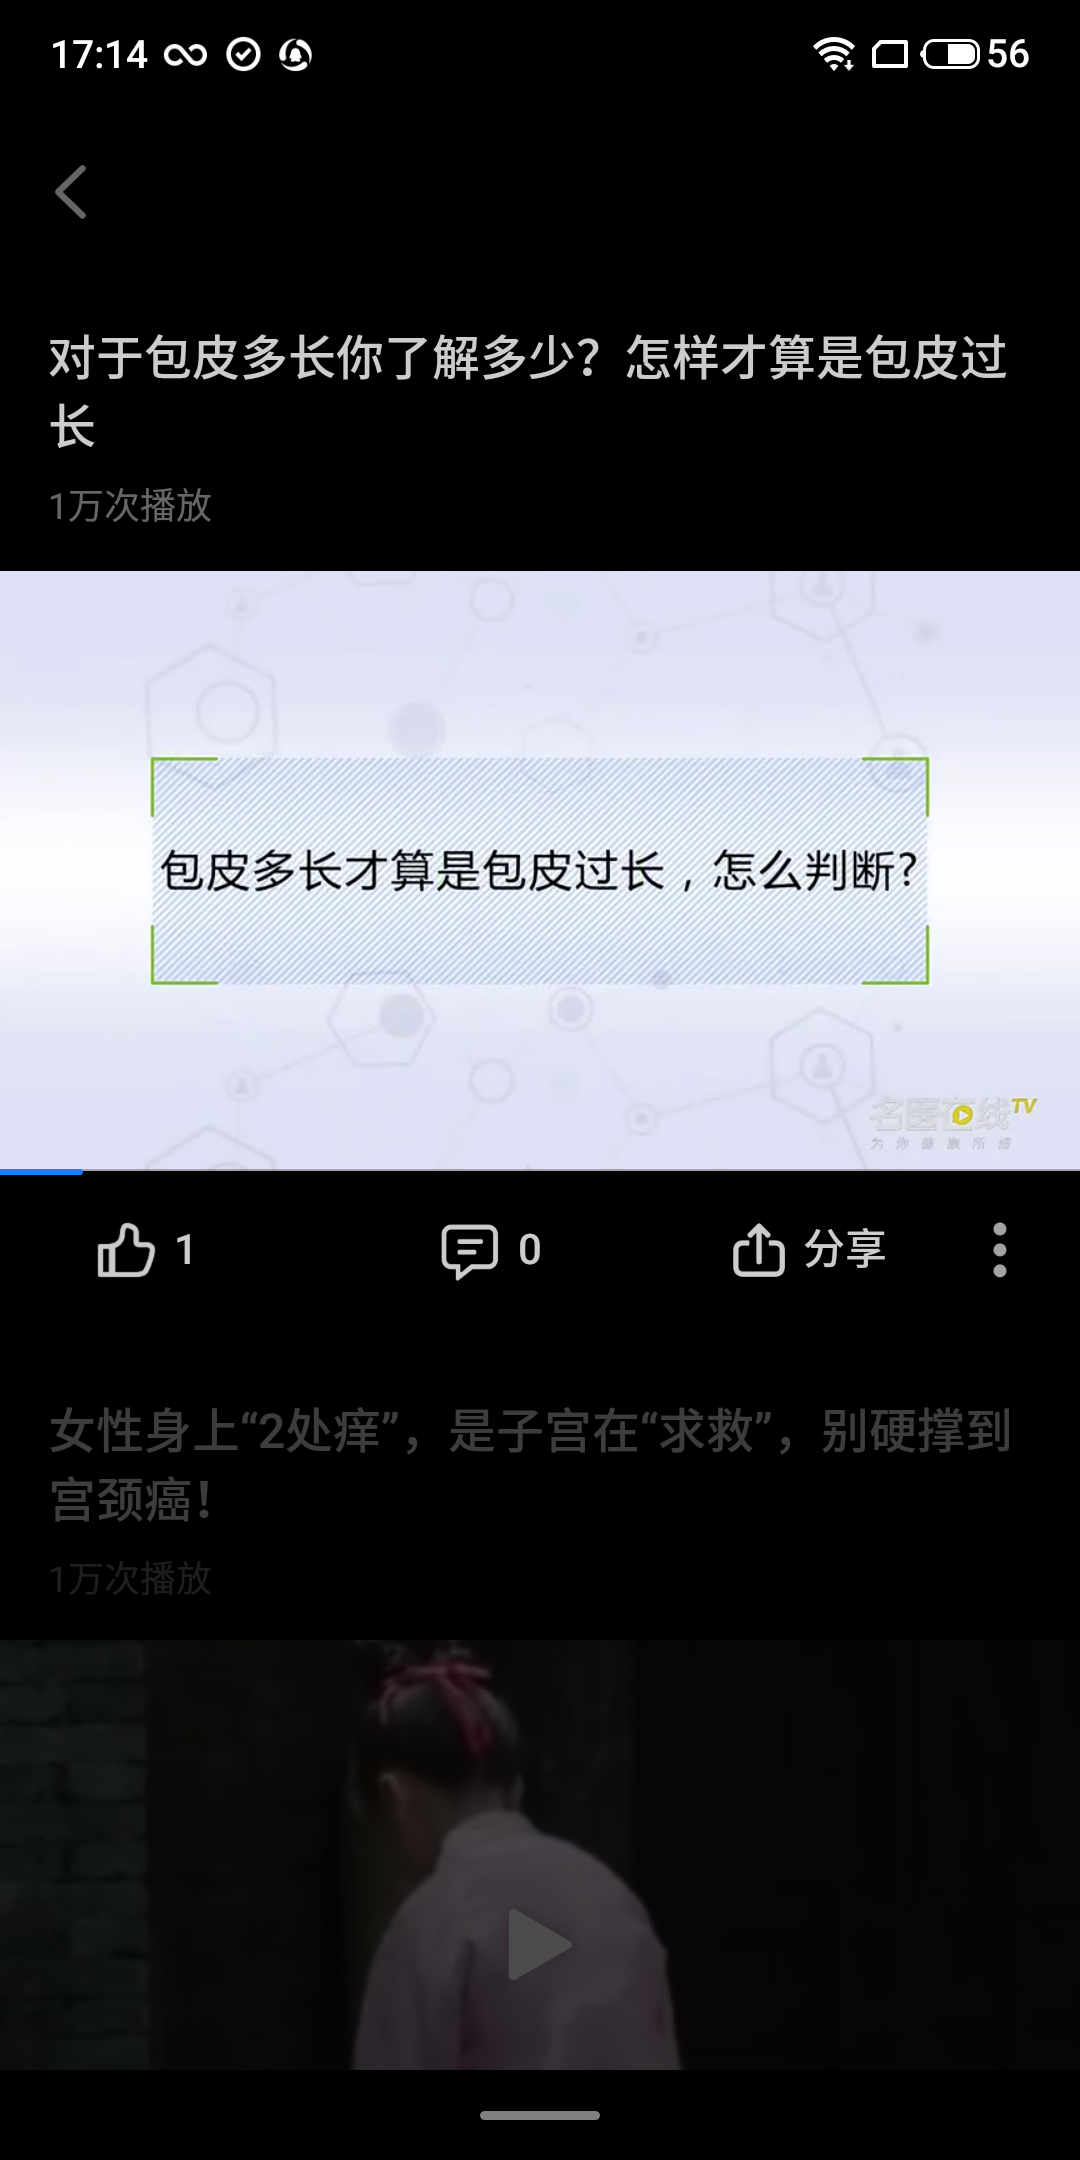 17:14
56
对于包皮多长你了解多少？怎样才算是包皮过
长
1万次播放
包皮多长才算是包皮过长，怎么判断？
名医在线TV
为你健康所想
1
0
分享
女性身上“2处痒”，是子宫在“求救”，别硬撑到
宫颈癌！
1万次播放